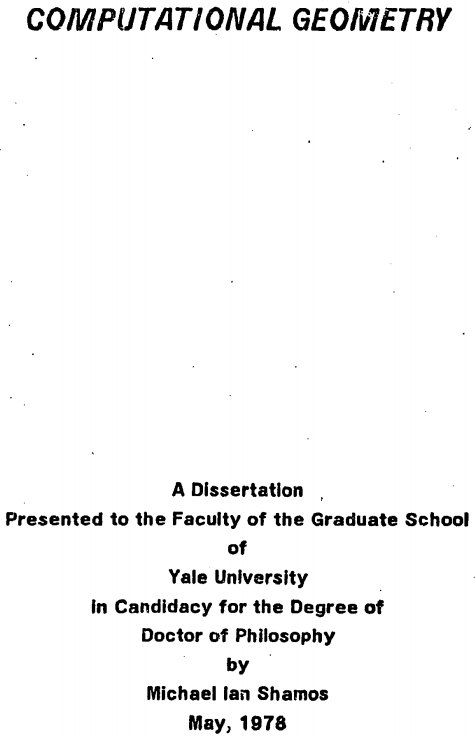 COMPUTATIONAL GEOMETRY
A Dissertation
Presented to the Faculty of the Graduate School
of
Yale University
in Candidacy for the Degree of
Doctor of Philosophy
by
Michael Ian Shamos
May, 1978